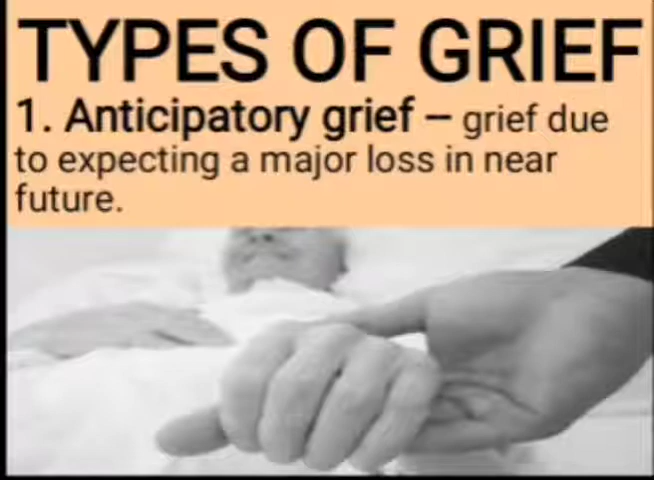 TYPES OF GRIEF
1. Anticipatory grief – grief due
to expecting a major loss in near
future.